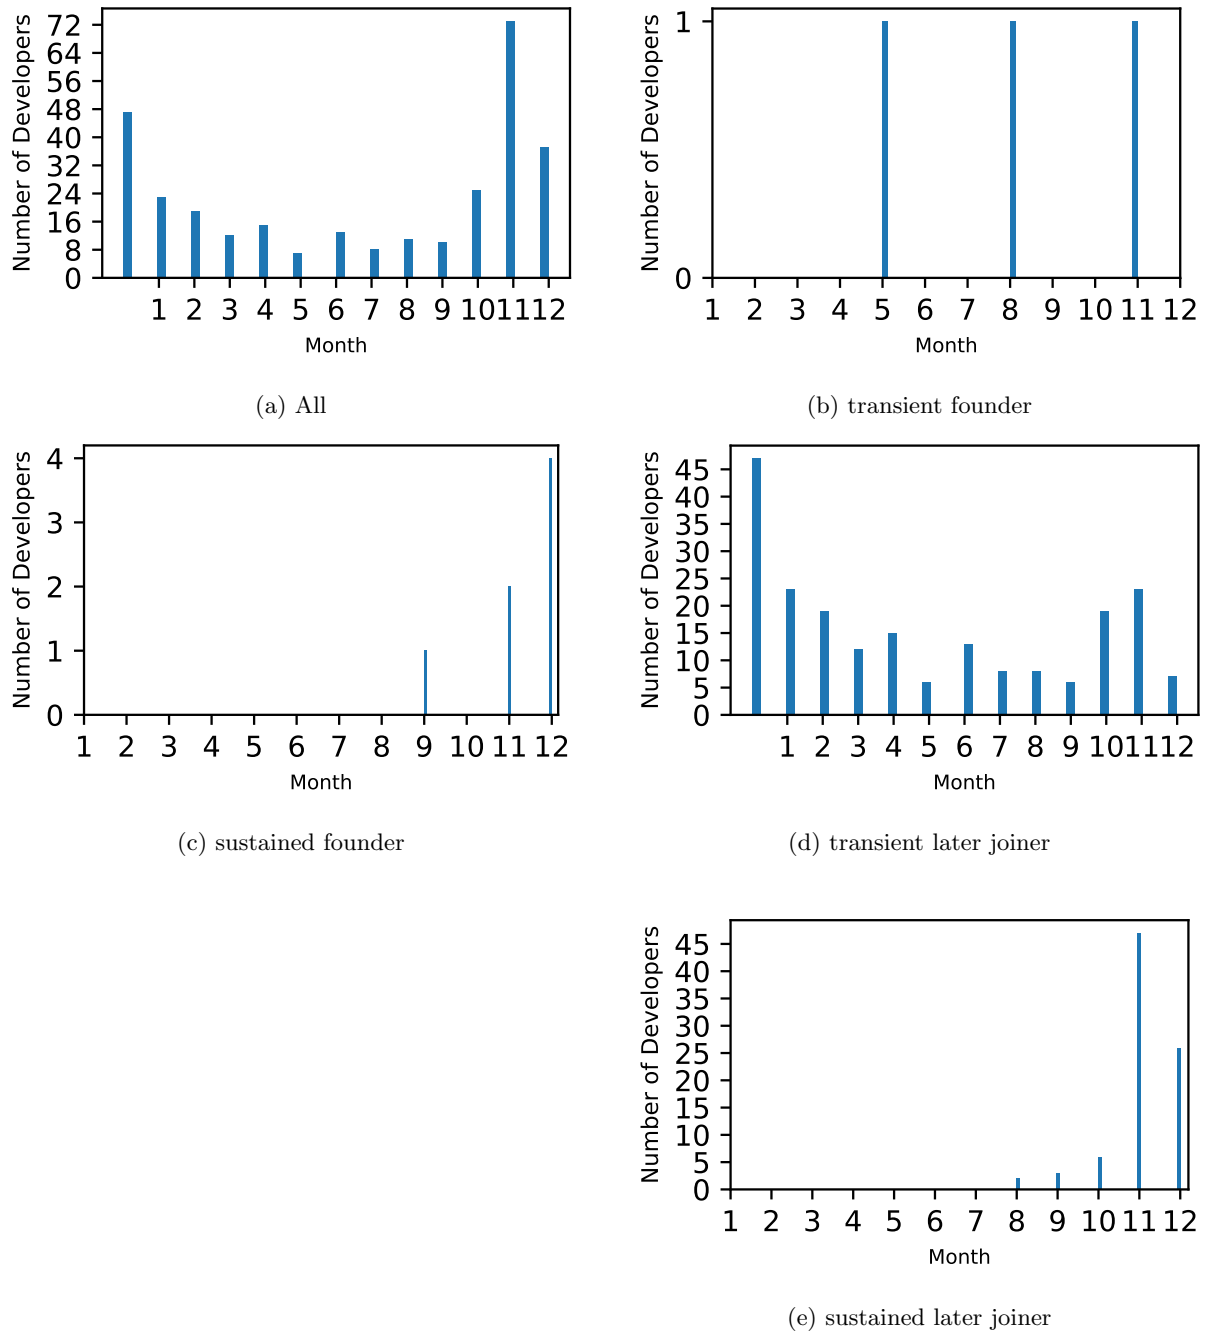 Number of Developers
72
64
56
48
40
32
24
16
8
0
1 2 3 4 5 6 7 8 9 10 11 12
Month
(a) All
Number of Developers
1
0
1 2 3 4 5 6 7 8 9 10 11 12
Month
(b) transient founder
Number of Developers
4
3
2
1
0
1 2 3 4 5 6 7 8 9 10 11 12
Month
(c) sustained founder
Number of Developers
45
40
35
30
25
20
15
10
5
0
1 2 3 4 5 6 7 8 9 10 11 12
Month
(d) transient later joiner
Number of Developers
45
40
35
30
25
20
15
10
5
0
1 2 3 4 5 6 7 8 9 10 11 12
Month
(e) sustained later joiner